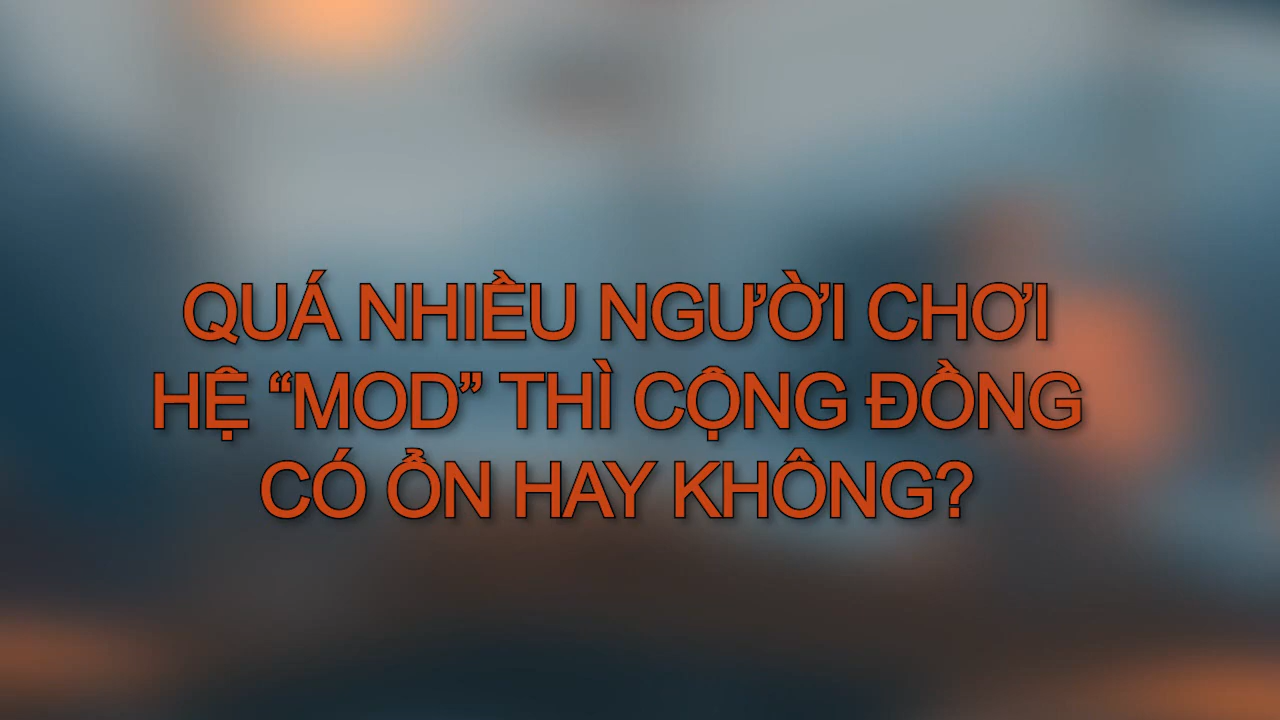 QUÁ NHIỀU NGƯỜI CHƠI
HỆ “MOD” THÌ CỘNG ĐỒNG
CÓ ỔN HAY KHÔNG?